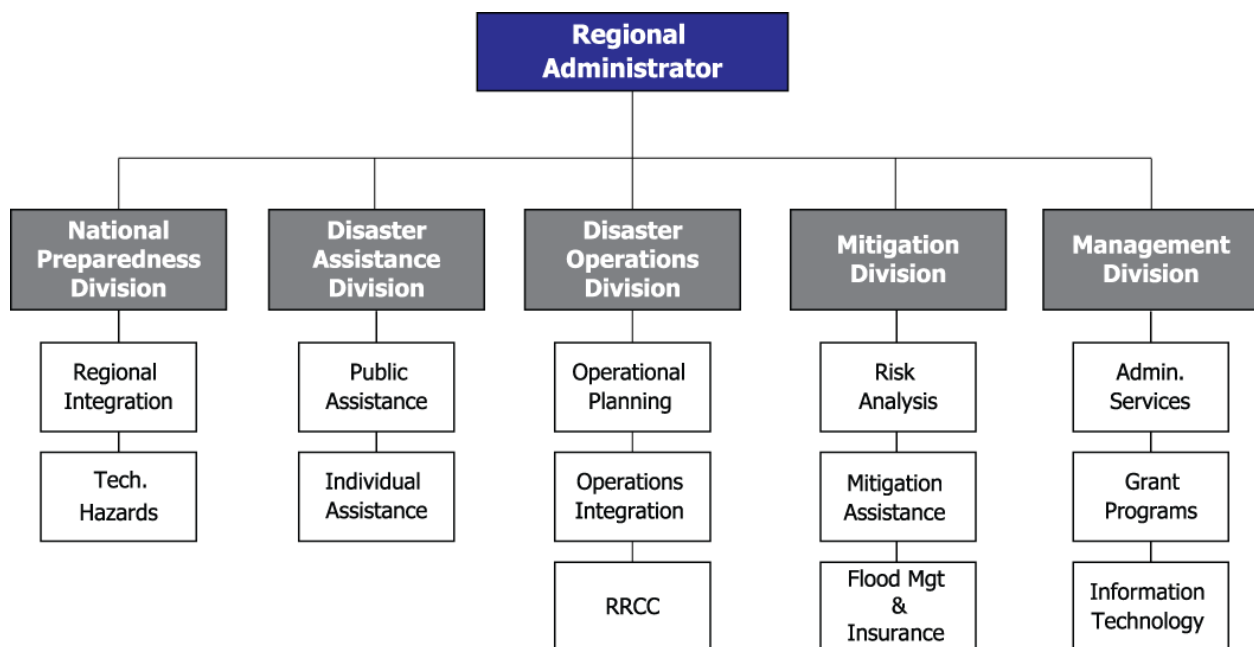 Regional
Administrator
National
Preparedness
Division
Disaster
Assistance
Division
Disaster
Operations
Division
Mitigation
Division
Management
Division
Regional
Integration
Public
Assistance
Operational
Planning
Risk
Analysis
Admin.
Services
Tech.
Hazards
Individual
Assistance
Operations
Integration
Mitigation
Assistance
Grant
Programs
RRCC
Flood Mgt
&
Insurance
Information
Technology